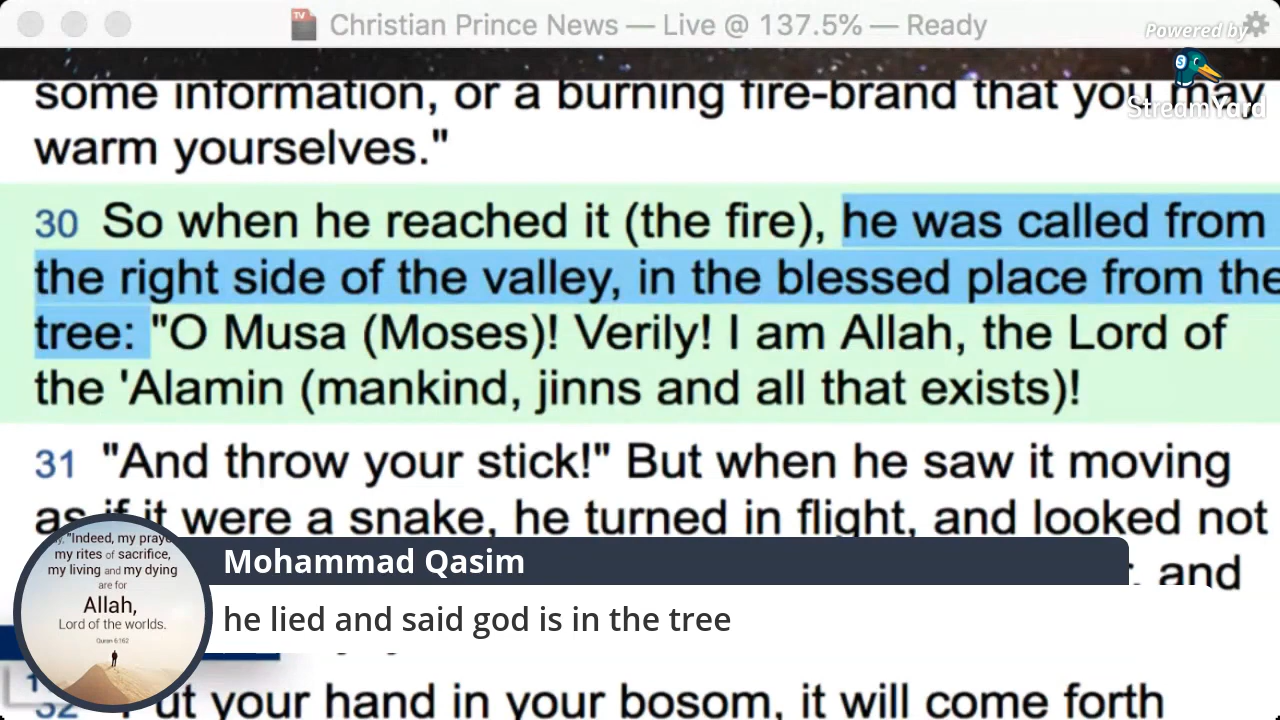 Christian Prince News — Live @ 137.5% — Ready
Powered by
StreamYard
some information, or a burning fire-brand that you may
warm yourselves."
30 So when he reached it (the fire), he was called from
the right side of the valley, in the blessed place from the
tree: "O Musa (Moses)! Verily! I am Allah, the Lord of
the 'Alamin (mankind, jinns and all that exists)!
31 "And throw your stick!" But when he saw it moving
as if it were a snake, he turned in flight, and looked not
and
"Indeed, my praye
my rites of sacrifice,
my living and my dying
are for
Allah,
Lord of the worlds.
Quran 6:162
Mohammad Qasim
he lied and said god is in the tree
32 Put your hand in your bosom, it will come forth